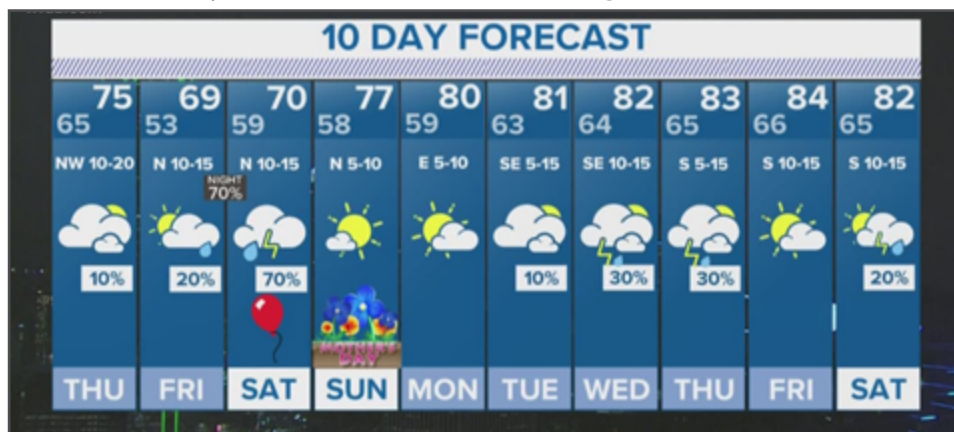 10 DAY FORECAST
75 69 70 77 80 81 82 83 84 82
65 53 59 58 59 63 64 65 66 65
NW 10-20 N 10-15 N 10-15 N 5-10 E 5-10 SE 5-15 SE 10-15 S 5-15 S 10-15 S 10-15
NIGHT
70%
10% 20% 70% 10% 30% 30% 20%
MOTHER'S
DAY
THU FRI SAT SUN MON TUE WED THU FRI SAT